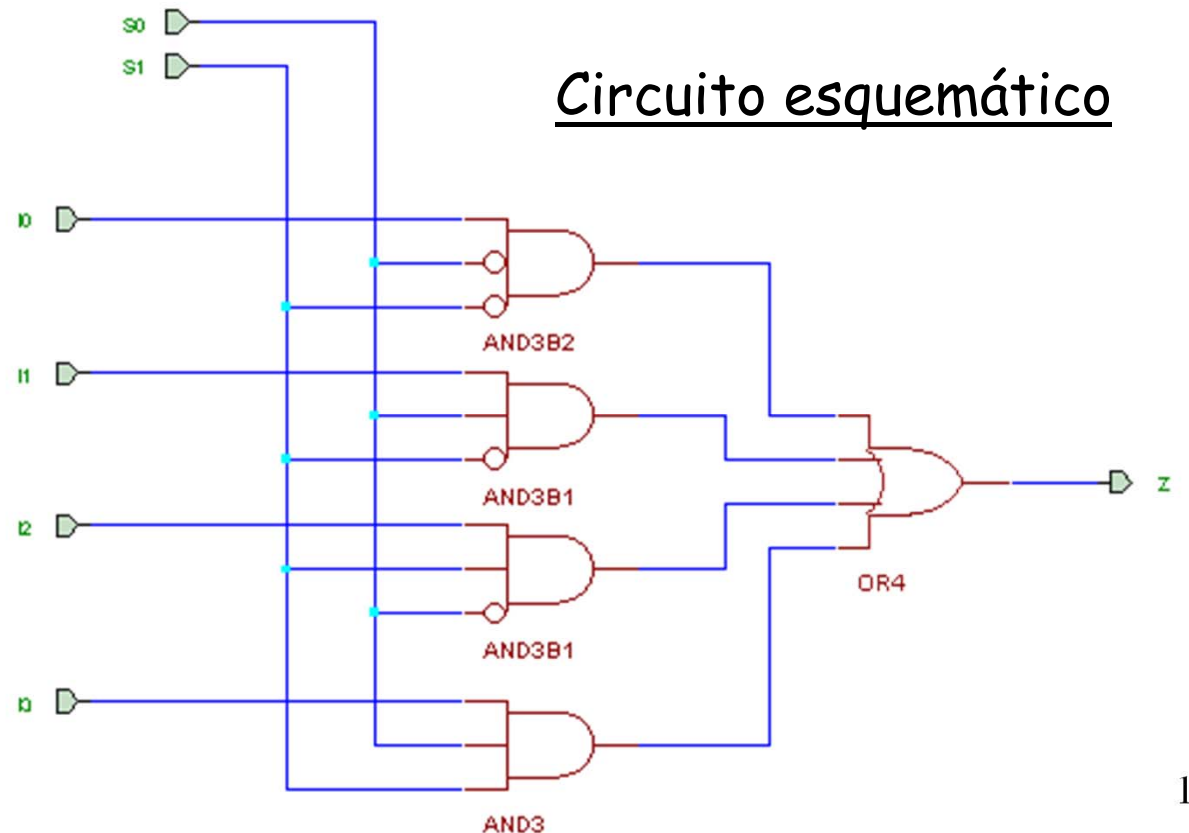 S0
S1
Circuito esquemático
I0
AND3B2
I1
AND3B1
I2
AND3B1
I3
AND3
OR4
Z
1